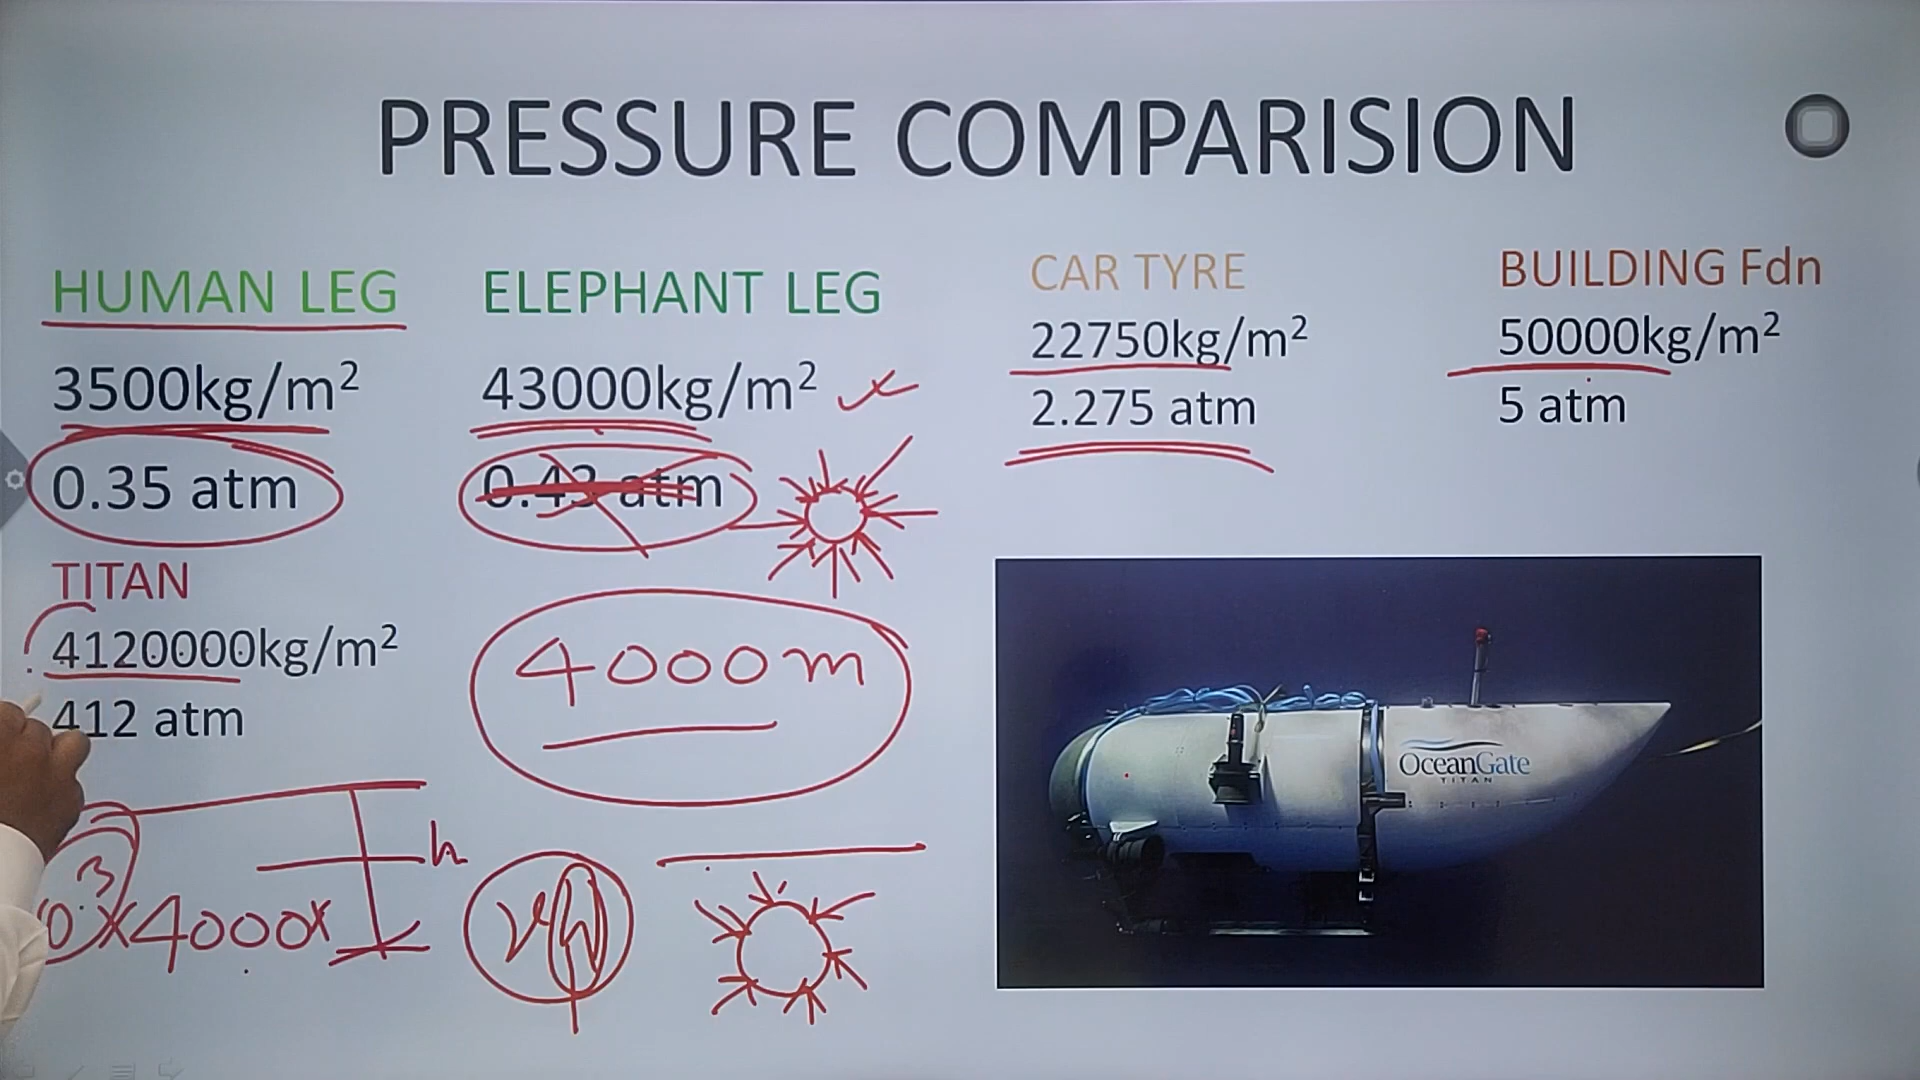 PRESSURE COMPARISION
HUMAN LEG
3500kg/m²
0.35 atm
ELEPHANT LEG
43000kg/m²
0.43 atm
CAR TYRE
22750kg/m²
2.275 atm
BUILDING Fdn
50000kg/m²
5 atm
TITAN
4120000kg/m²
412 atm
4000m
h
10³x4000x
OceanGate
TITAN